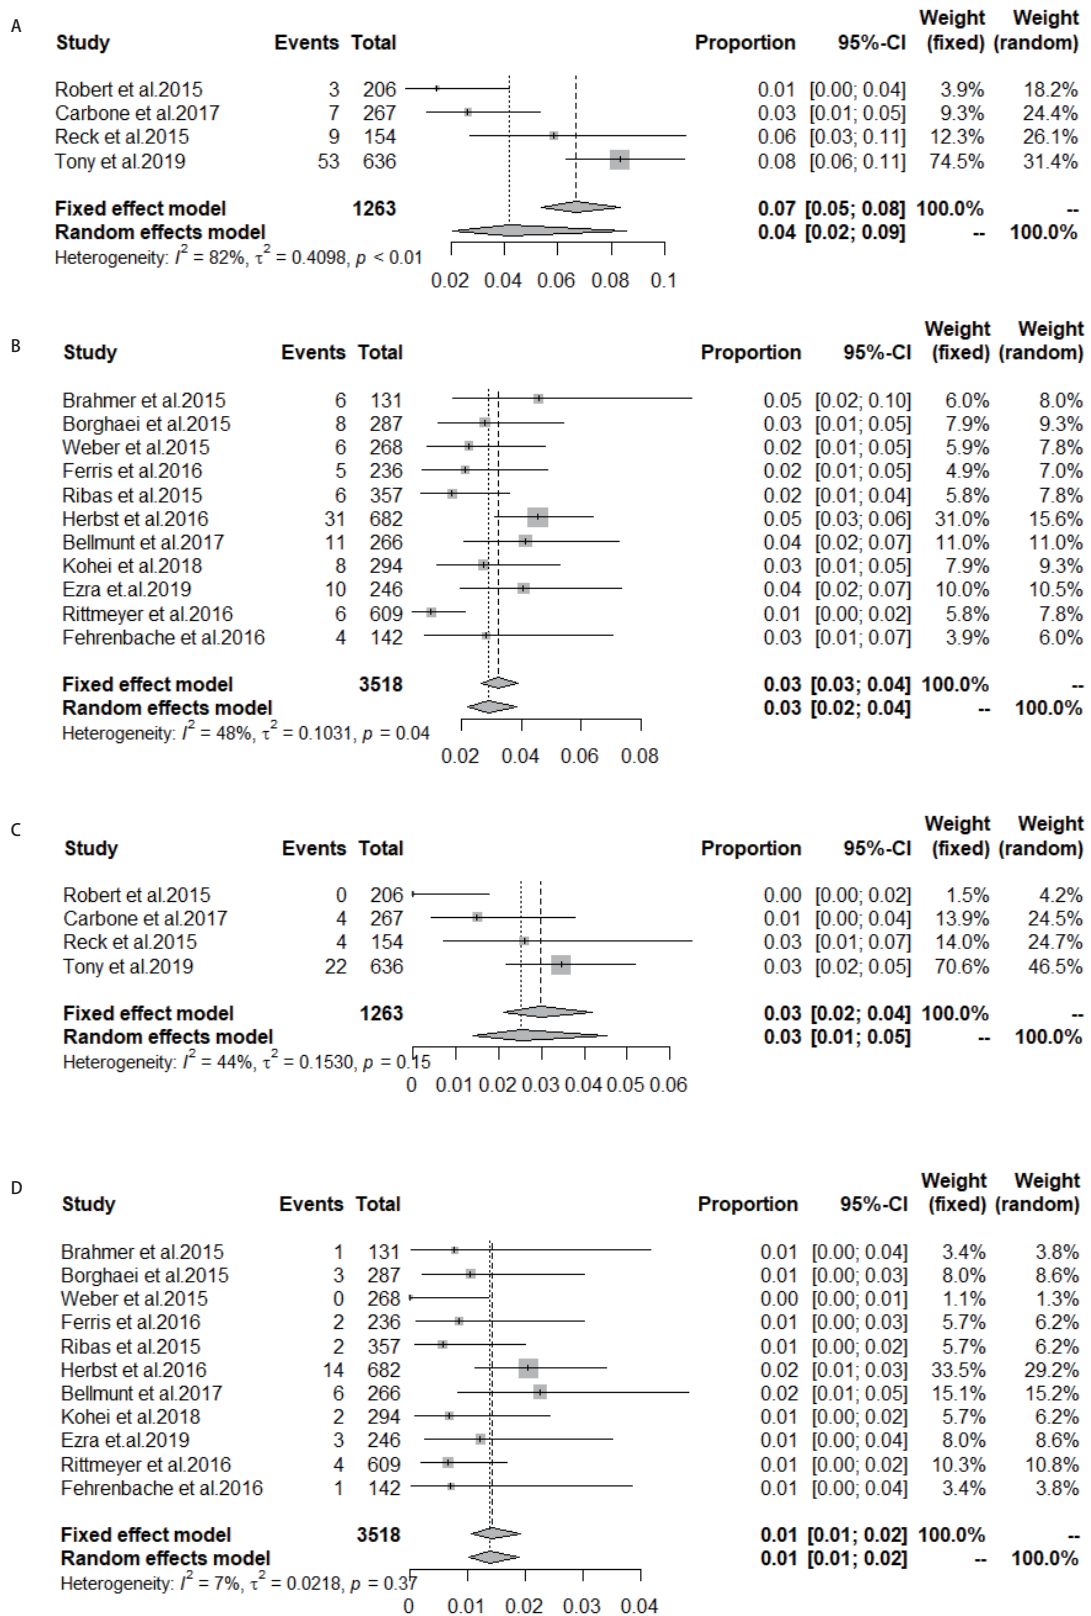 A
Weight Weight
Study Events Total Proportion 95%-CI (fixed) (random)
Robert et al.2015 3 206 0.01 [0.00; 0.04] 3.9% 18.2%
Carbone et al.2017 7 267 0.03 [0.01; 0.05] 9.3% 24.4%
Reck et al.2015 9 154 0.06 [0.03; 0.11] 12.3% 26.1%
Tony et al.2019 53 636 0.08 [0.06; 0.11] 74.5% 31.4%
Fixed effect model 1263 0.07 [0.05; 0.08] 100.0% --
Random effects model 0.04 [0.02; 0.09] -- 100.0%
Heterogeneity: I² = 82%, τ² = 0.4098, p < 0.01
0.02 0.04 0.06 0.08 0.1
B
Weight Weight
Study Events Total Proportion 95%-CI (fixed) (random)
Brahmer et al.2015 6 131 0.05 [0.02; 0.10] 6.0% 8.0%
Borghaei et al.2015 8 287 0.03 [0.01; 0.05] 7.9% 9.3%
Weber et al.2015 6 268 0.02 [0.01; 0.05] 5.9% 7.8%
Ferris et al.2016 5 236 0.02 [0.01; 0.05] 4.9% 7.0%
Ribas et al.2015 6 357 0.02 [0.01; 0.04] 5.8% 7.8%
Herbst et al.2016 31 682 0.05 [0.03; 0.06] 31.0% 15.6%
Bellmunt et al.2017 11 266 0.04 [0.02; 0.07] 11.0% 11.0%
Kohei et al.2018 8 294 0.03 [0.01; 0.05] 7.9% 9.3%
Ezra et.al.2019 10 246 0.04 [0.02; 0.07] 10.0% 10.5%
Rittmeyer et al.2016 6 609 0.01 [0.00; 0.02] 5.8% 7.8%
Fehrenbache et al.2016 4 142 0.03 [0.01; 0.07] 3.9% 6.0%
Fixed effect model 3518 0.03 [0.03; 0.04] 100.0% --
Random effects model 0.03 [0.02; 0.04] -- 100.0%
Heterogeneity: I² = 48%, τ² = 0.1031, p = 0.04
0.02 0.04 0.06 0.08
C
Weight Weight
Study Events Total Proportion 95%-CI (fixed) (random)
Robert et al.2015 0 206 0.00 [0.00; 0.02] 1.5% 4.2%
Carbone et al.2017 4 267 0.01 [0.00; 0.04] 13.9% 24.5%
Reck et al.2015 4 154 0.03 [0.01; 0.07] 14.0% 24.7%
Tony et al.2019 22 636 0.03 [0.02; 0.05] 70.6% 46.5%
Fixed effect model 1263 0.03 [0.02; 0.04] 100.0% --
Random effects model 0.03 [0.01; 0.05] -- 100.0%
Heterogeneity: I² = 44%, τ² = 0.1530, p = 0.15
0 0.01 0.02 0.03 0.04 0.05 0.06
D
Weight Weight
Study Events Total Proportion 95%-CI (fixed) (random)
Brahmer et al.2015 1 131 0.01 [0.00; 0.04] 3.4% 3.8%
Borghaei et al.2015 3 287 0.01 [0.00; 0.03] 8.0% 8.6%
Weber et al.2015 0 268 0.00 [0.00; 0.01] 1.1% 1.3%
Ferris et al.2016 2 236 0.01 [0.00; 0.03] 5.7% 6.2%
Ribas et al.2015 2 357 0.01 [0.00; 0.02] 5.7% 6.2%
Herbst et al.2016 14 682 0.02 [0.01; 0.03] 33.5% 29.2%
Bellmunt et al.2017 6 266 0.02 [0.01; 0.05] 15.1% 15.2%
Kohei et al.2018 2 294 0.01 [0.00; 0.02] 5.7% 6.2%
Ezra et.al.2019 3 246 0.01 [0.00; 0.04] 8.0% 8.6%
Rittmeyer et al.2016 4 609 0.01 [0.00; 0.02] 10.3% 10.8%
Fehrenbache et al.2016 1 142 0.01 [0.00; 0.04] 3.4% 3.8%
Fixed effect model 3518 0.01 [0.01; 0.02] 100.0% --
Random effects model 0.01 [0.01; 0.02] -- 100.0%
Heterogeneity: I² = 7%, τ² = 0.0218, p = 0.37
0 0.01 0.02 0.03 0.04